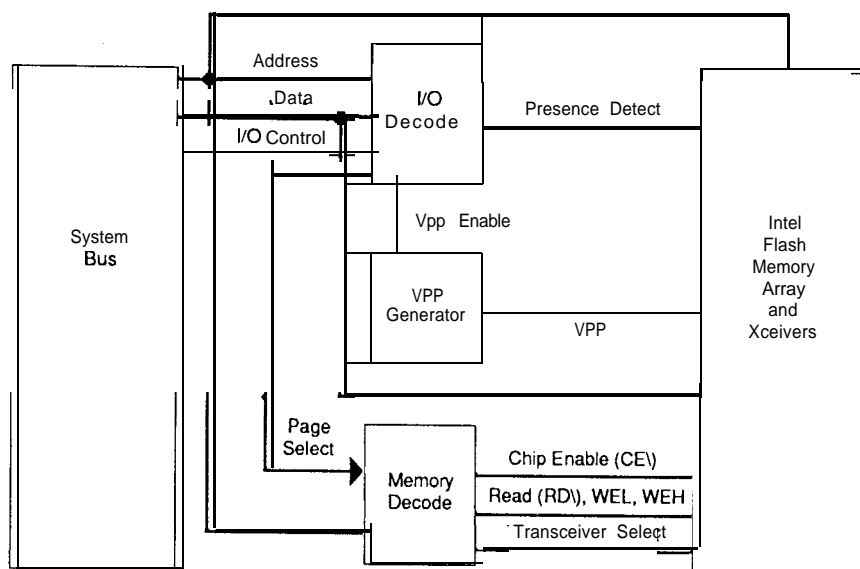 Address
Data
I/O Control
I/O
Decode
Presence Detect
System
Bus
Vpp Enable
VPP
Generator
VPP
Intel
Flash
Memory
Array
and
Xceivers
Page
Select
Memory
Decode
Chip Enable (CE\)
Read (RD\), WEL, WEH
Transceiver Select